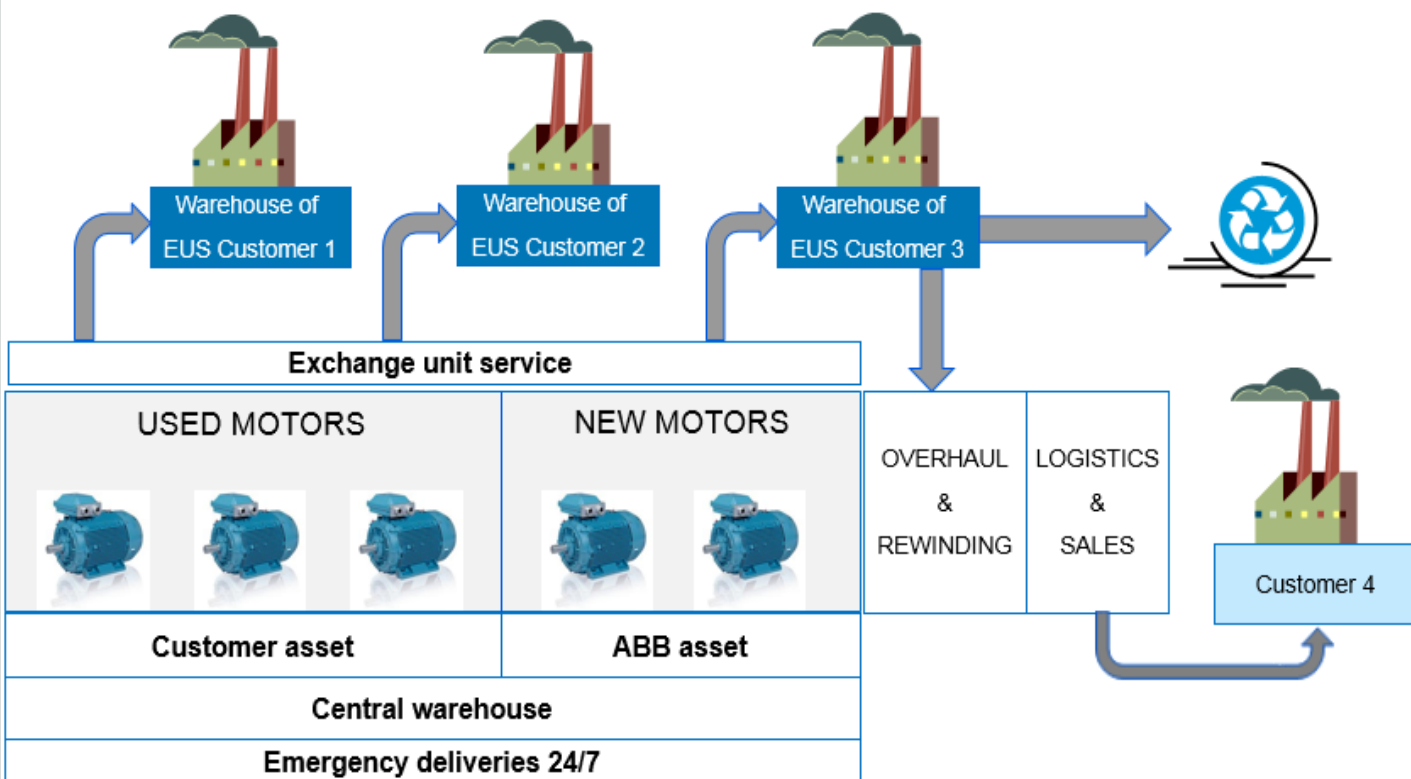 Warehouse of
EUS Customer 1
Warehouse of
EUS Customer 2
Warehouse of
EUS Customer 3
Exchange unit service
USED MOTORS
NEW MOTORS
OVERHAUL
&
REWINDING
LOGISTICS
&
SALES
Customer 4
Customer asset
ABB asset
Central warehouse
Emergency deliveries 24/7